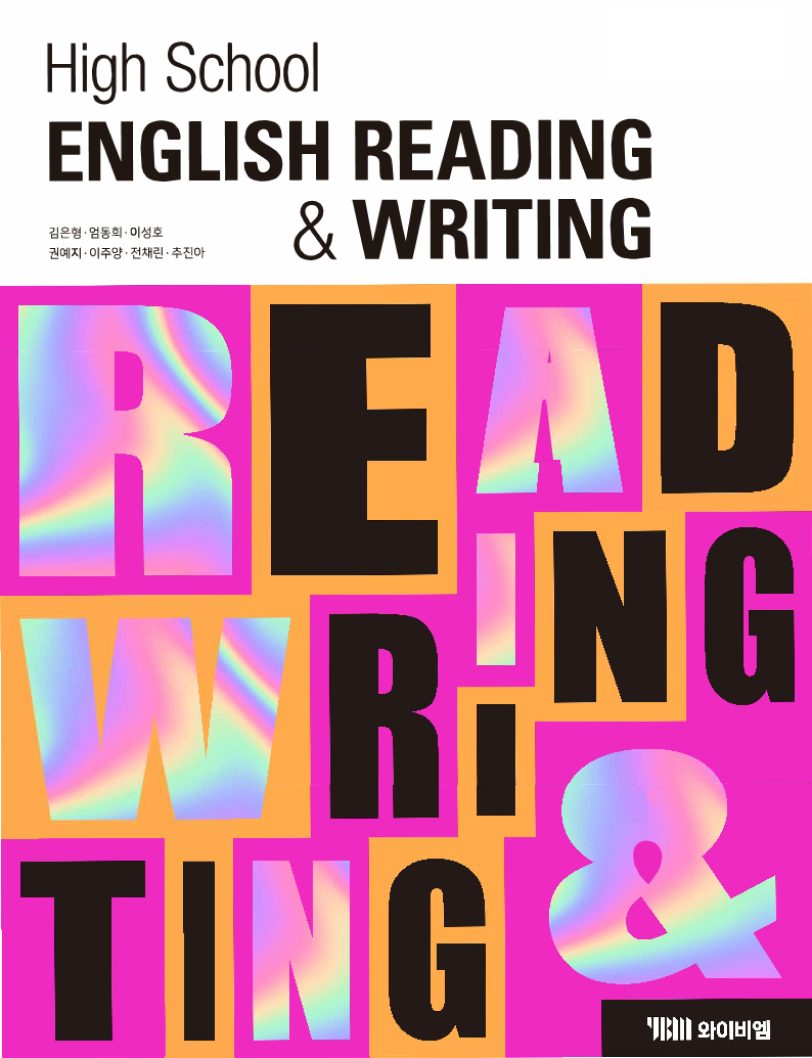 High School
ENGLISH READING
& WRITING
김은형·엄동희·이성호
권예지·이주양·전채린·추진아
READ
ING
WRI
TING
&
YBM 와이비엠